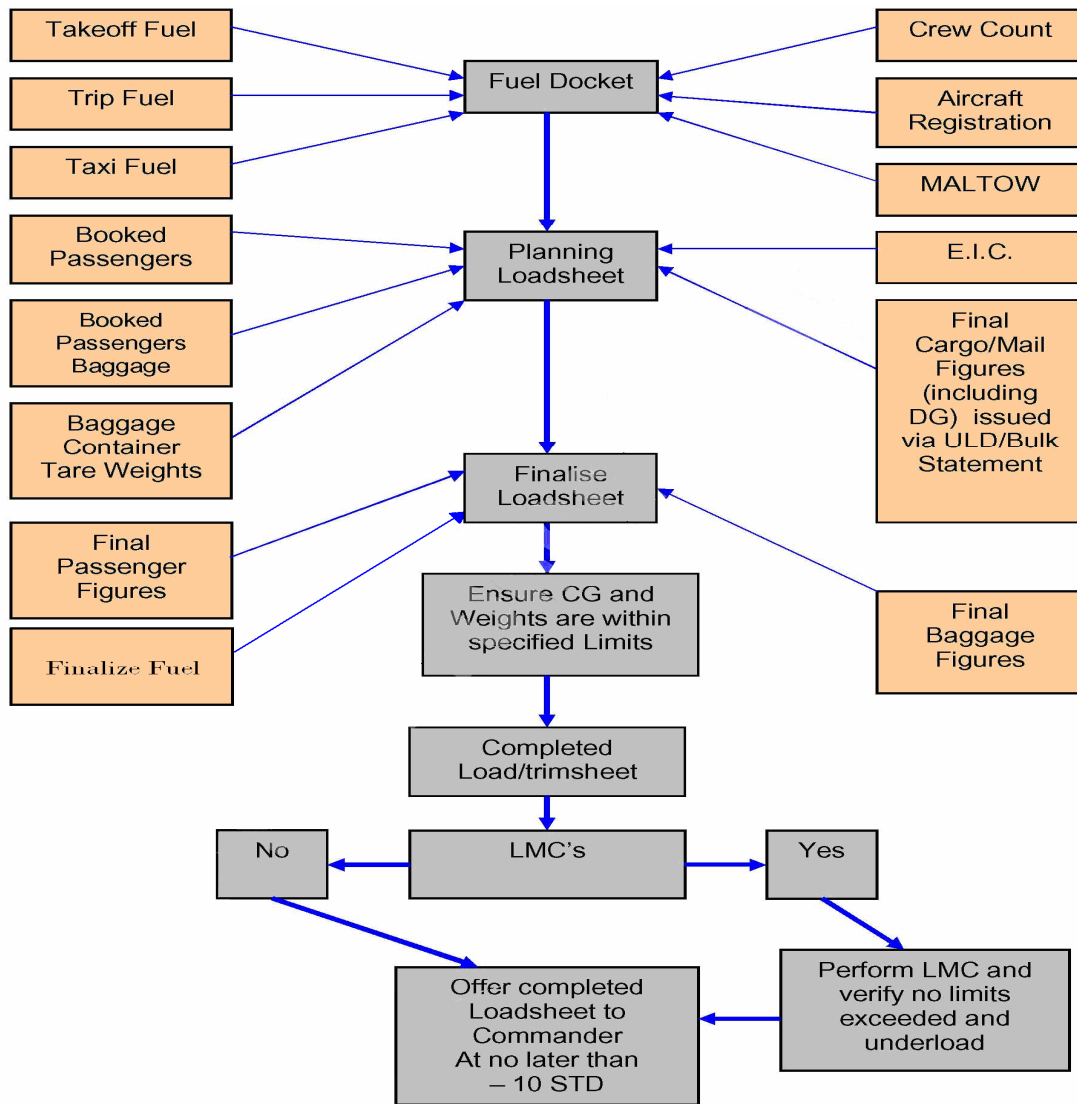 Takeoff Fuel
Trip Fuel
Taxi Fuel
Booked
Passengers
Booked
Passengers
Baggage
Baggage
Container
Tare Weights
Final
Passenger
Figures
Finalize Fuel
Fuel Docket
Planning
Loadsheet
Finalise
Loadsheet
Ensure CG and
Weights are within
specified Limits
Completed
Load/trimsheet
LMC's
No
Yes
Perform LMC and
verify no limits
exceeded and
underload
Offer completed
Loadsheet to
Commander
At no later than
– 10 STD
Crew Count
Aircraft
Registration
MALTOW
E.I.C.
Final
Cargo/Mail
Figures
(including
DG) issued
via ULD/Bulk
Statement
Final
Baggage
Figures